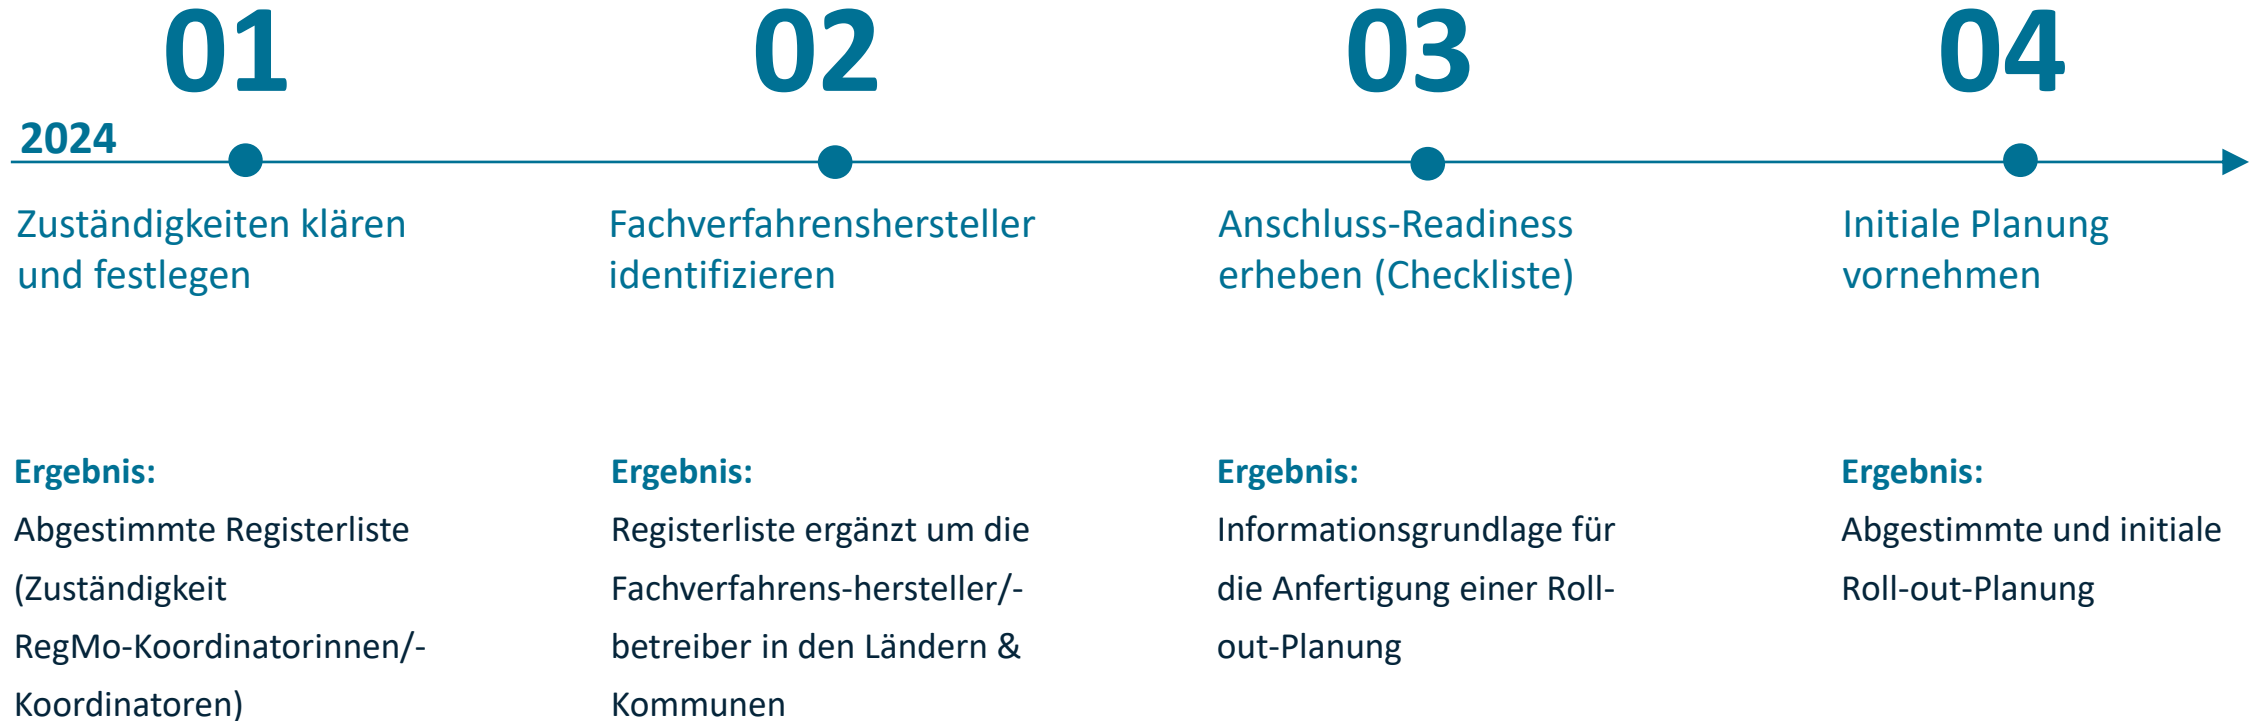 01
02
03
04
2024
Zuständigkeiten klären
und festlegen
Fachverfahrenshersteller
identifizieren
Anschluss-Readiness
erheben (Checkliste)
Initiale Planung
vornehmen
Ergebnis:
Abgestimmte Registerliste
(Zuständigkeit
RegMo-Koordinatorinnen/-
Koordinatoren)
Ergebnis:
Registerliste ergänzt um die
Fachverfahrens-hersteller/-
betreiber in den Ländern &
Kommunen
Ergebnis:
Informationsgrundlage für
die Anfertigung einer Roll-
out-Planung
Ergebnis:
Abgestimmte und initiale
Roll-out-Planung